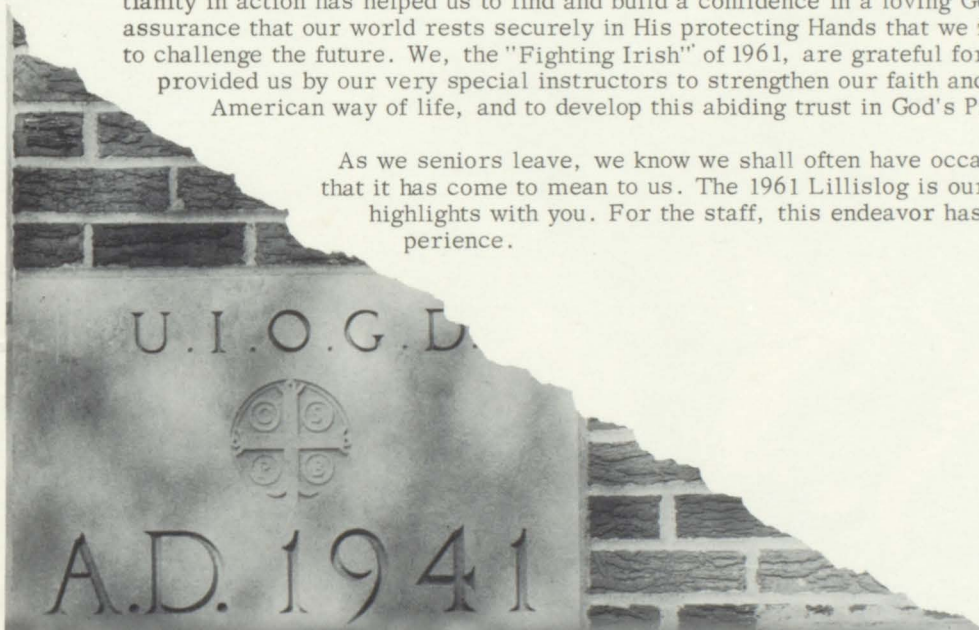 tianity in action has helped us to find and build a confidence in a loving
assurance that our world rests securely in His protecting Hands that we
to challenge the future. We, the "Fighting Irish" of 1961, are grateful for
provided us by our very special instructors to strengthen our faith and
American way of life, and to develop this abiding trust in God's
As we seniors leave, we know we shall often have
that it has come to mean to us. The 1961 Lillislog is our
highlights with you. For the staff, this endeavor has
perience.
U.I.O.G.D.
C S
P B
A.D. 1941